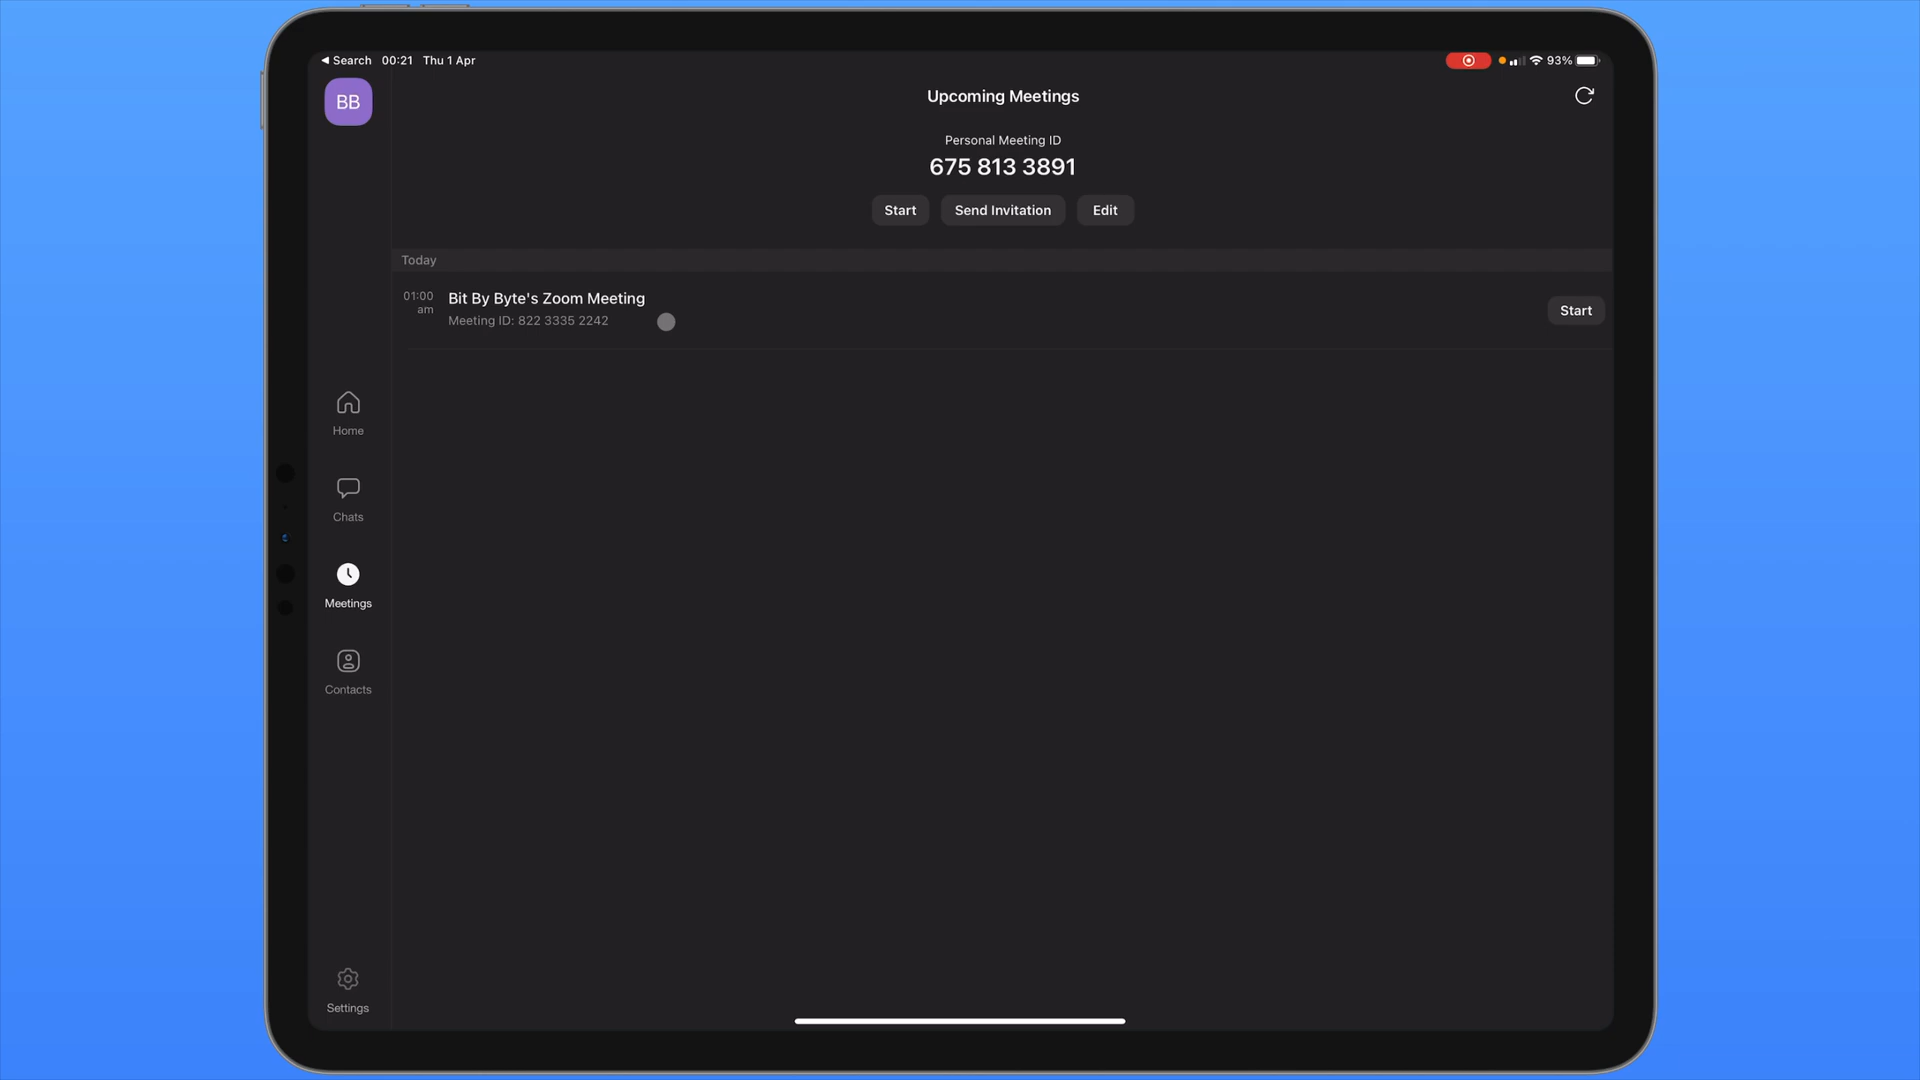 ◀ Search 00:21 Thu 1 Apr
93%
BB
Upcoming Meetings
Personal Meeting ID
675 813 3891
Start Send Invitation Edit
Today
01:00 am
Bit By Byte's Zoom Meeting
Meeting ID: 822 3335 2242
Start
Home
Chats
Meetings
Contacts
Settings